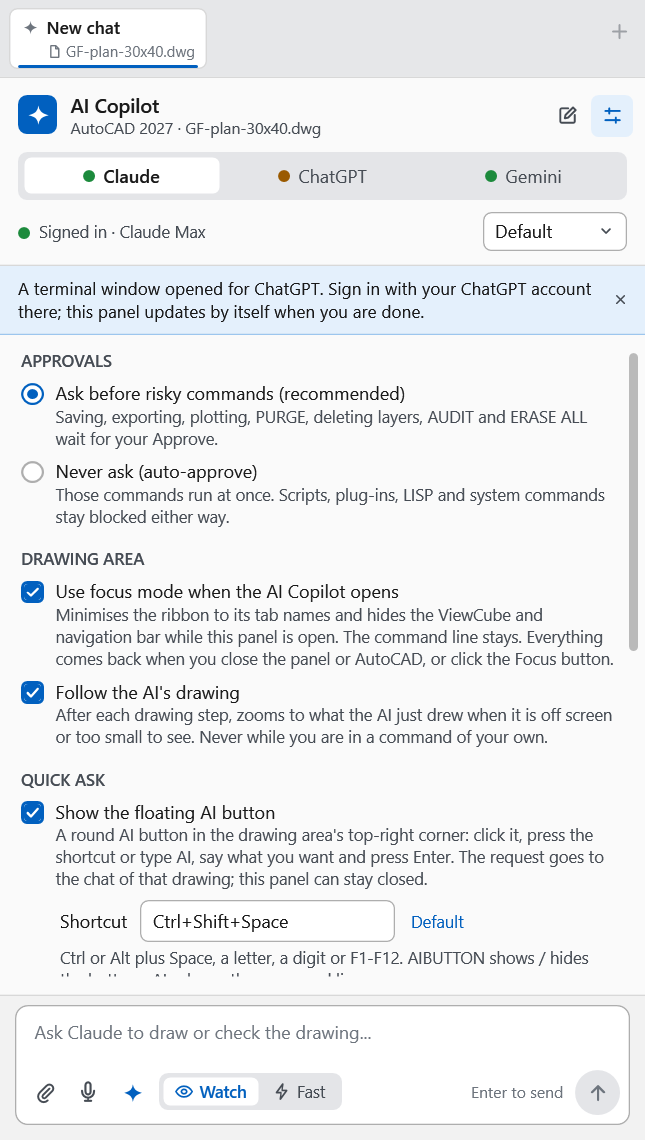 New chat
GF-plan-30x40.dwg
AI Copilot
AutoCAD 2027 · GF-plan-30x40.dwg
Claude
ChatGPT
Gemini
Signed in · Claude Max
Default
A terminal window opened for ChatGPT. Sign in with your ChatGPT account
there; this panel updates by itself when you are done.
APPROVALS
Ask before risky commands (recommended)
Saving, exporting, plotting, PURGE, deleting layers, AUDIT and ERASE ALL
wait for your Approve.
Never ask (auto-approve)
Those commands run at once. Scripts, plug-ins, LISP and system commands
stay blocked either way.
DRAWING AREA
Use focus mode when the AI Copilot opens
Minimises the ribbon to its tab names and hides the ViewCube and
navigation bar while this panel is open. The command line stays. Everything
comes back when you close the panel or AutoCAD, or click the Focus button.
Follow the AI's drawing
After each drawing step, zooms to what the AI just drew when it is off screen
or too small to see. Never while you are in a command of your own.
QUICK ASK
Show the floating AI button
A round AI button in the drawing area's top-right corner: click it, press the
shortcut or type AI, say what you want and press Enter. The request goes to
the chat of that drawing; this panel can stay closed.
Shortcut
Ctrl+Shift+Space
Default
Ctrl or Alt plus Space, a letter, a digit or F1-F12. AIBUTTON shows / hides
Ask Claude to draw or check the drawing...
Watch
Fast
Enter to send